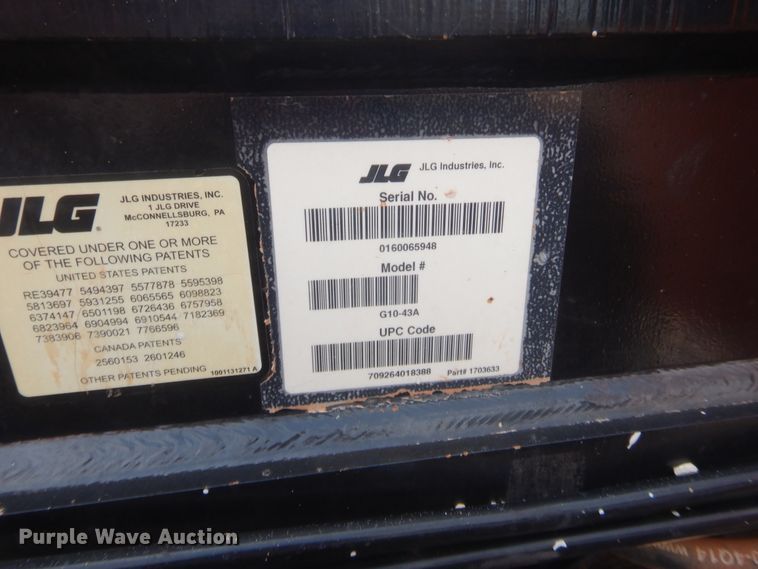 JLG
JLG INDUSTRIES, INC.
1 JLG DRIVE
McCONNELLSBURG, PA
17233
COVERED UNDER ONE OR MORE
OF THE FOLLOWING PATENTS
UNITED STATES PATENTS
RE39477 5494397 5577878 5595398
5813697 5931255 6065565 6098823
6374147 6501198 6726436 6757958
6823964 6904994 6910544 7182369
7383906 7390021 7766596
CANADA PATENTS
2560153 2601246
OTHER PATENTS PENDING
1001131271 A
JLG JLG Industries, Inc.
Serial No.
0160065948
Model #
G10-43A
UPC Code
709264018388 Part# 1703633
Purple Wave Auction